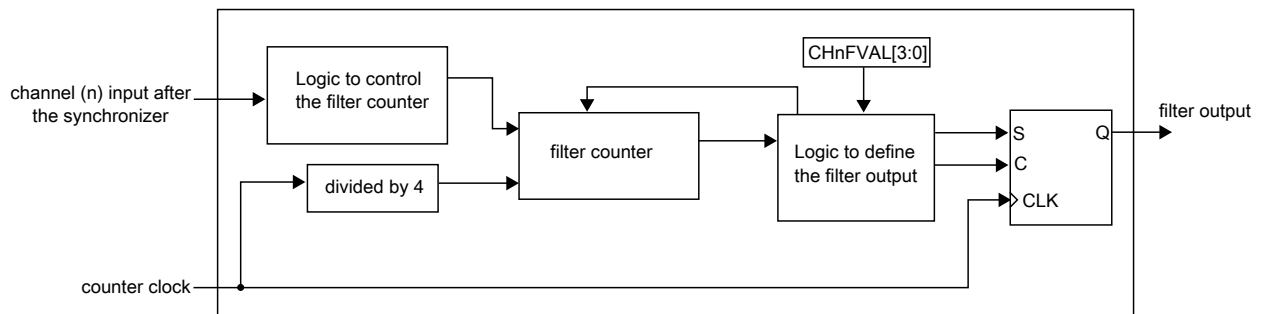 channel (n) input after
the synchronizer
Logic to control
the filter counter
divided by 4
filter counter
CHnFVAL[3:0]
Logic to define
the filter output
S
C
CLK
Q
filter output
counter clock